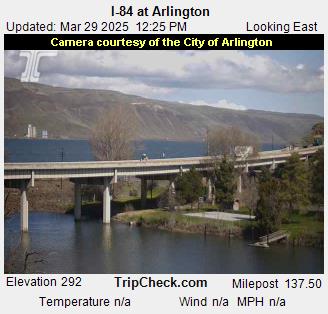 I-84 at Arlington
Updated: Mar 29 2025 12:25 PM Looking East
Camera courtesy of the City of Arlington
Elevation 292 TripCheck.com Milepost 137.50
Temperature n/a Wind n/a MPH n/a